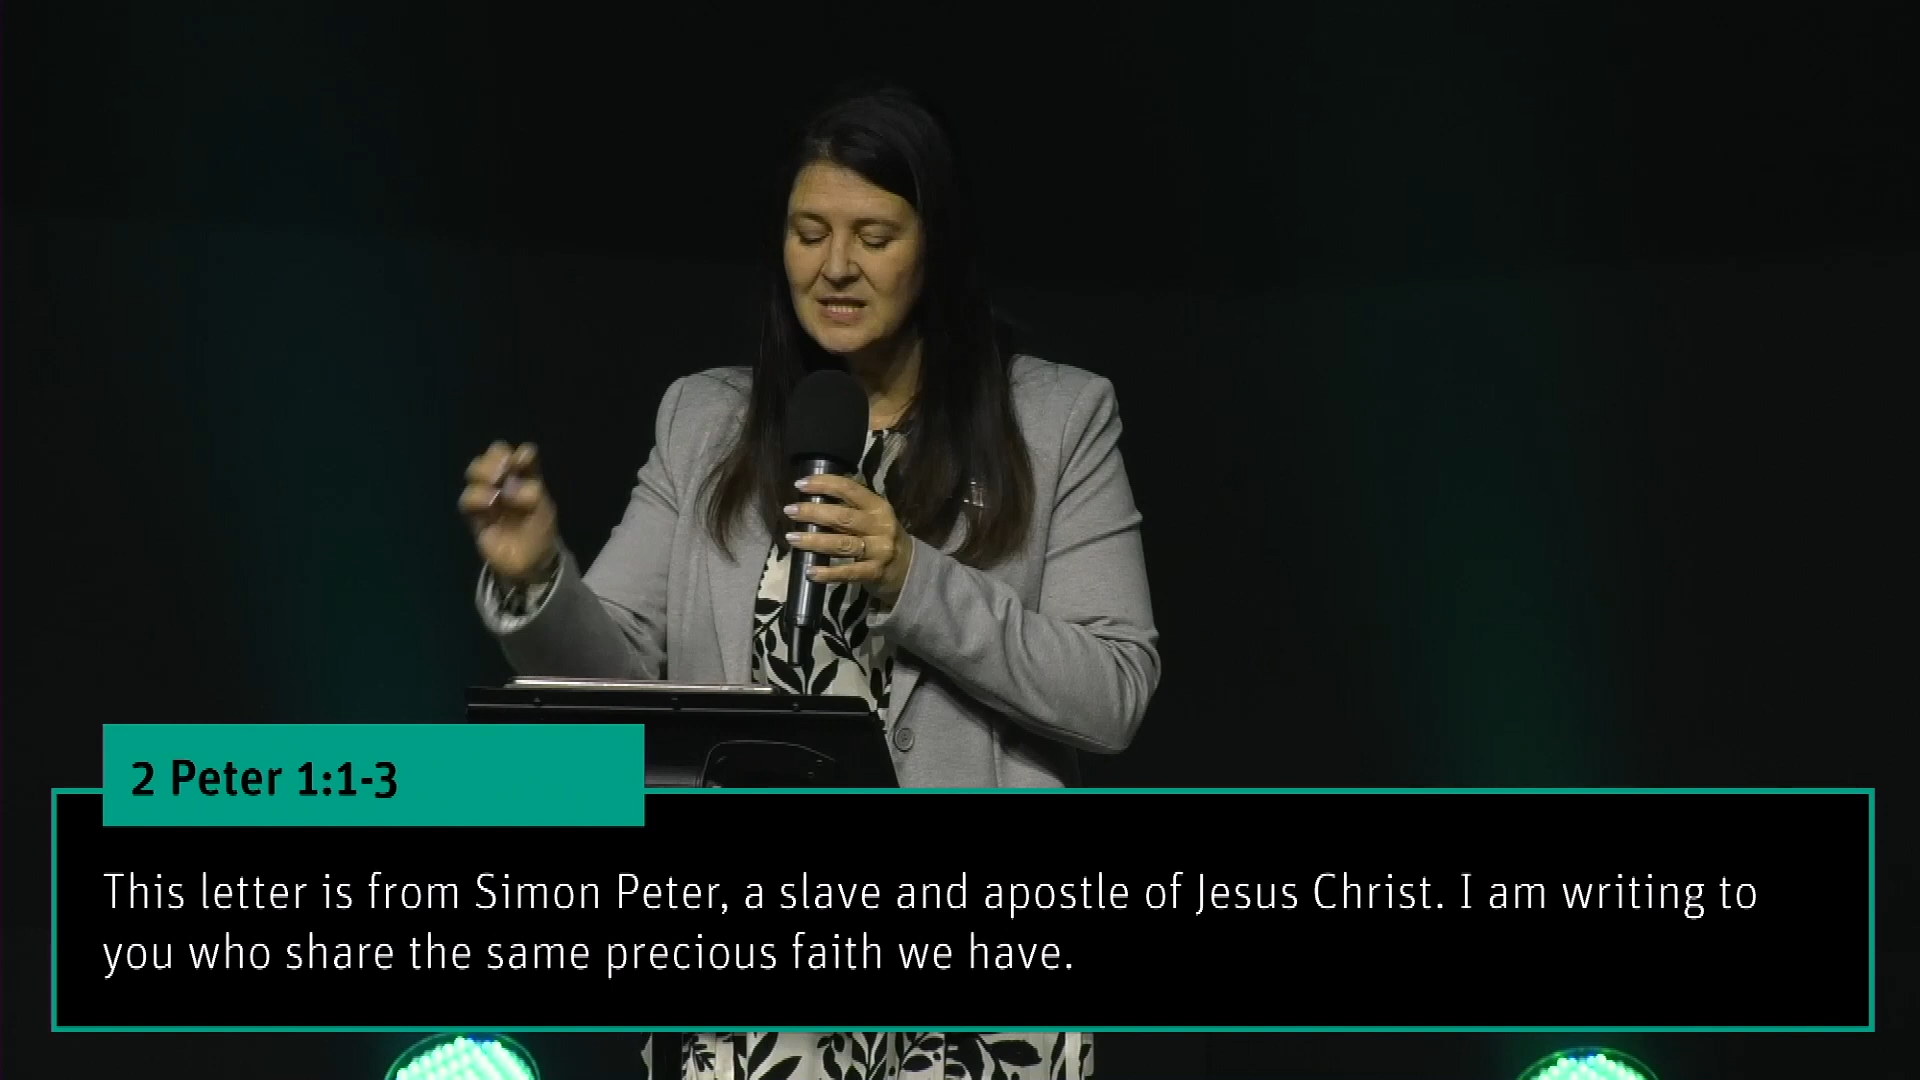 2 Peter 1:1-3
This letter is from Simon Peter, a slave and apostle of Jesus Christ. I am writing to
you who share the same precious faith we have.